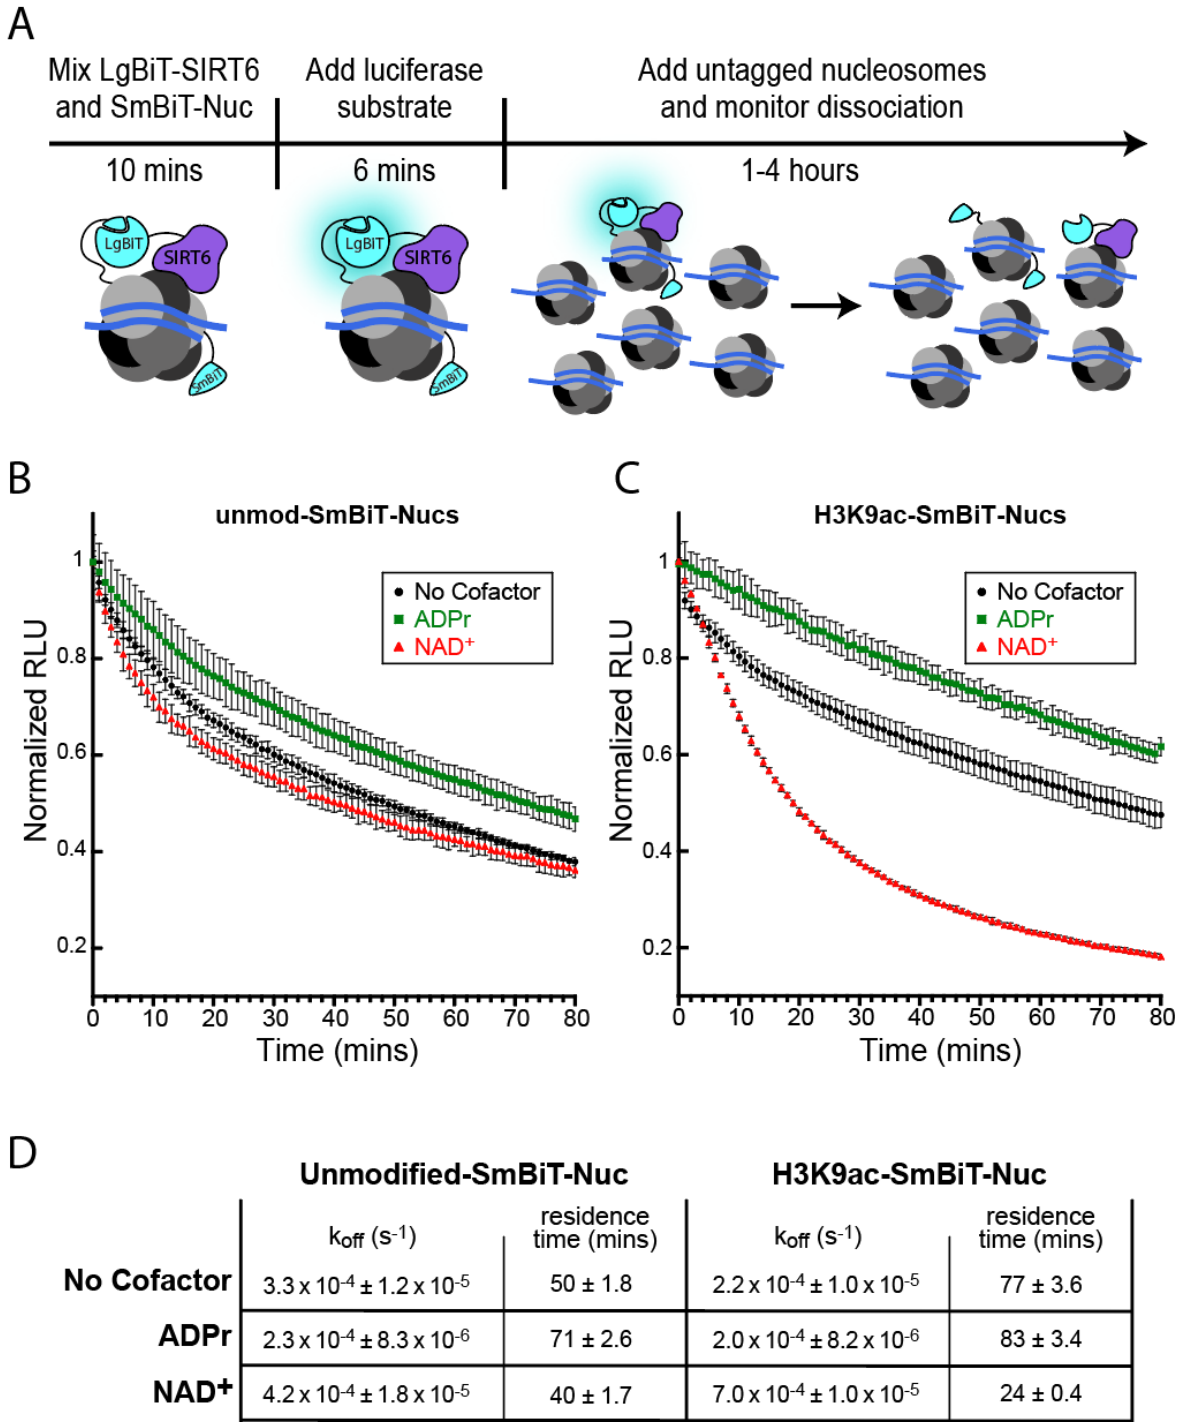 A
Mix LgBiT-SIRT6
and SmBiT-Nuc
Add luciferase
substrate
Add untagged nucleosomes
and monitor dissociation
10 mins
6 mins
1-4 hours
LgBIT
SIRT6
SmBiT
LgBIT
SIRT6
SmBiT
B
unmod-SmBiT-Nucs
No Cofactor
ADPr
NAD+
Normalized RLU
1
0.8
0.6
0.4
0.2
0 10 20 30 40 50 60 70 80
Time (mins)
C
H3K9ac-SmBiT-Nucs
No Cofactor
ADPr
NAD+
Normalized RLU
1
0.8
0.6
0.4
0.2
0 10 20 30 40 50 60 70 80
Time (mins)
D
Unmodified-SmBiT-Nuc H3K9ac-SmBiT-Nuc
koff (s-1) residence time (mins) koff (s-1) residence time (mins)
No Cofactor 3.3 x 10-4 ± 1.2 x 10-5 50 ± 1.8 2.2 x 10-4 ± 1.0 x 10-5 77 ± 3.6
ADPr 2.3 x 10-4 ± 8.3 x 10-6 71 ± 2.6 2.0 x 10-4 ± 8.2 x 10-6 83 ± 3.4
NAD+ 4.2 x 10-4 ± 1.8 x 10-5 40 ± 1.7 7.0 x 10-4 ± 1.0 x 10-5 24 ± 0.4